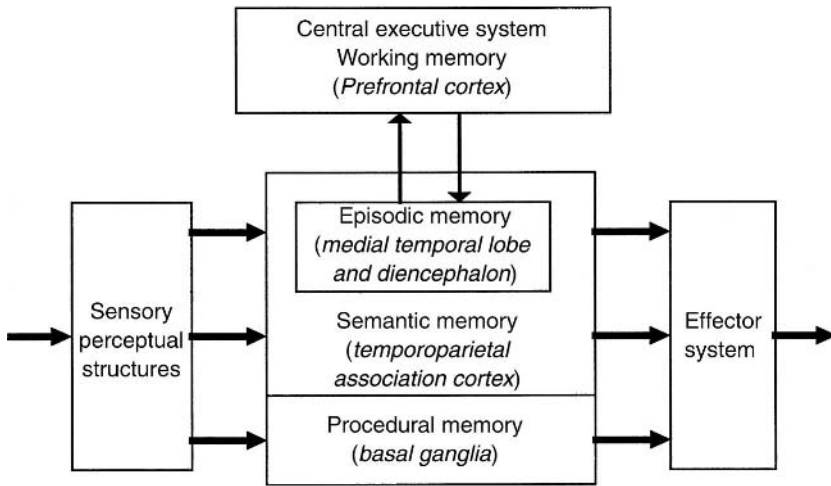 Central executive system
Working memory
(Prefrontal cortex)
Episodic memory
(medial temporal lobe
and diencephalon)
Sensory
perceptual
structures
Semantic memory
(temporoparietal
association cortex)
Effector
system
Procedural memory
(basal ganglia)